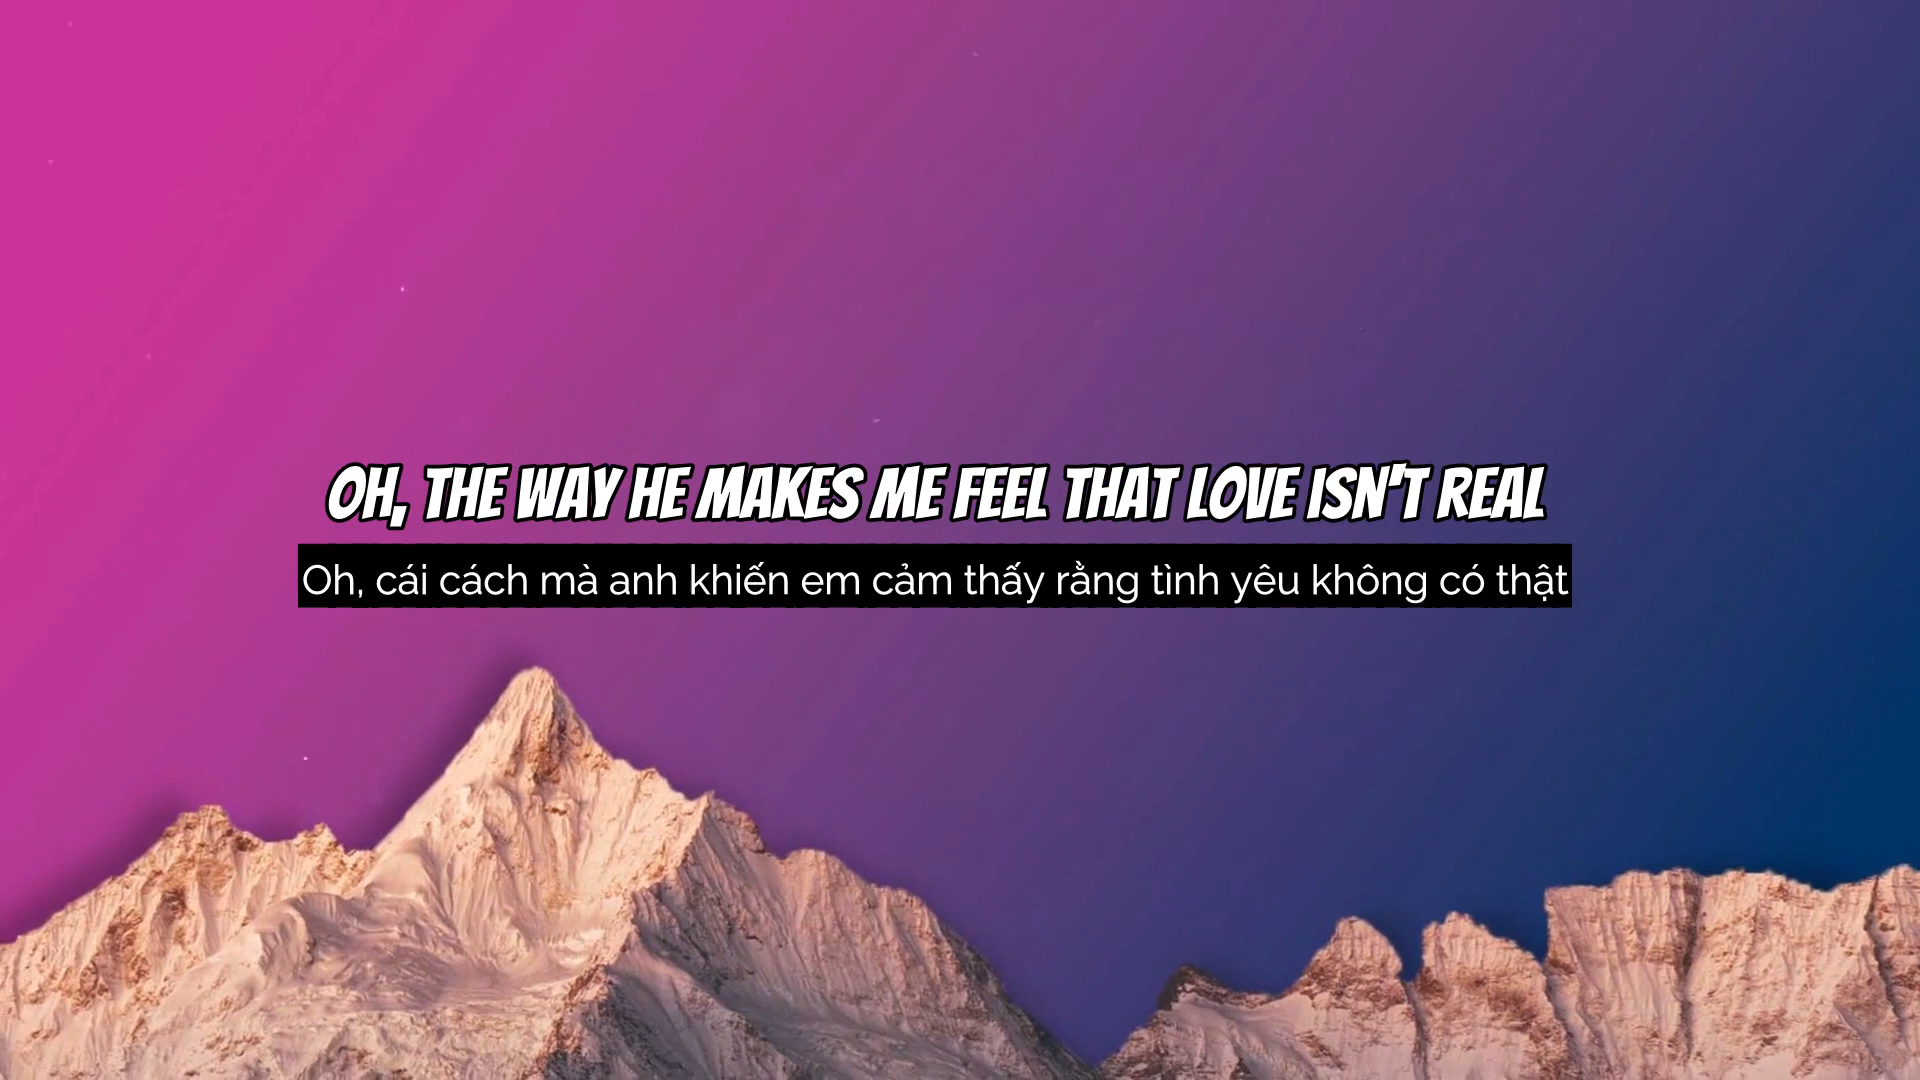 OH, THE WAY HE MAKES ME FEEL THAT LOVE ISN'T REAL
Oh, cái cách mà anh khiến em cảm thấy rằng tình yêu không có thật